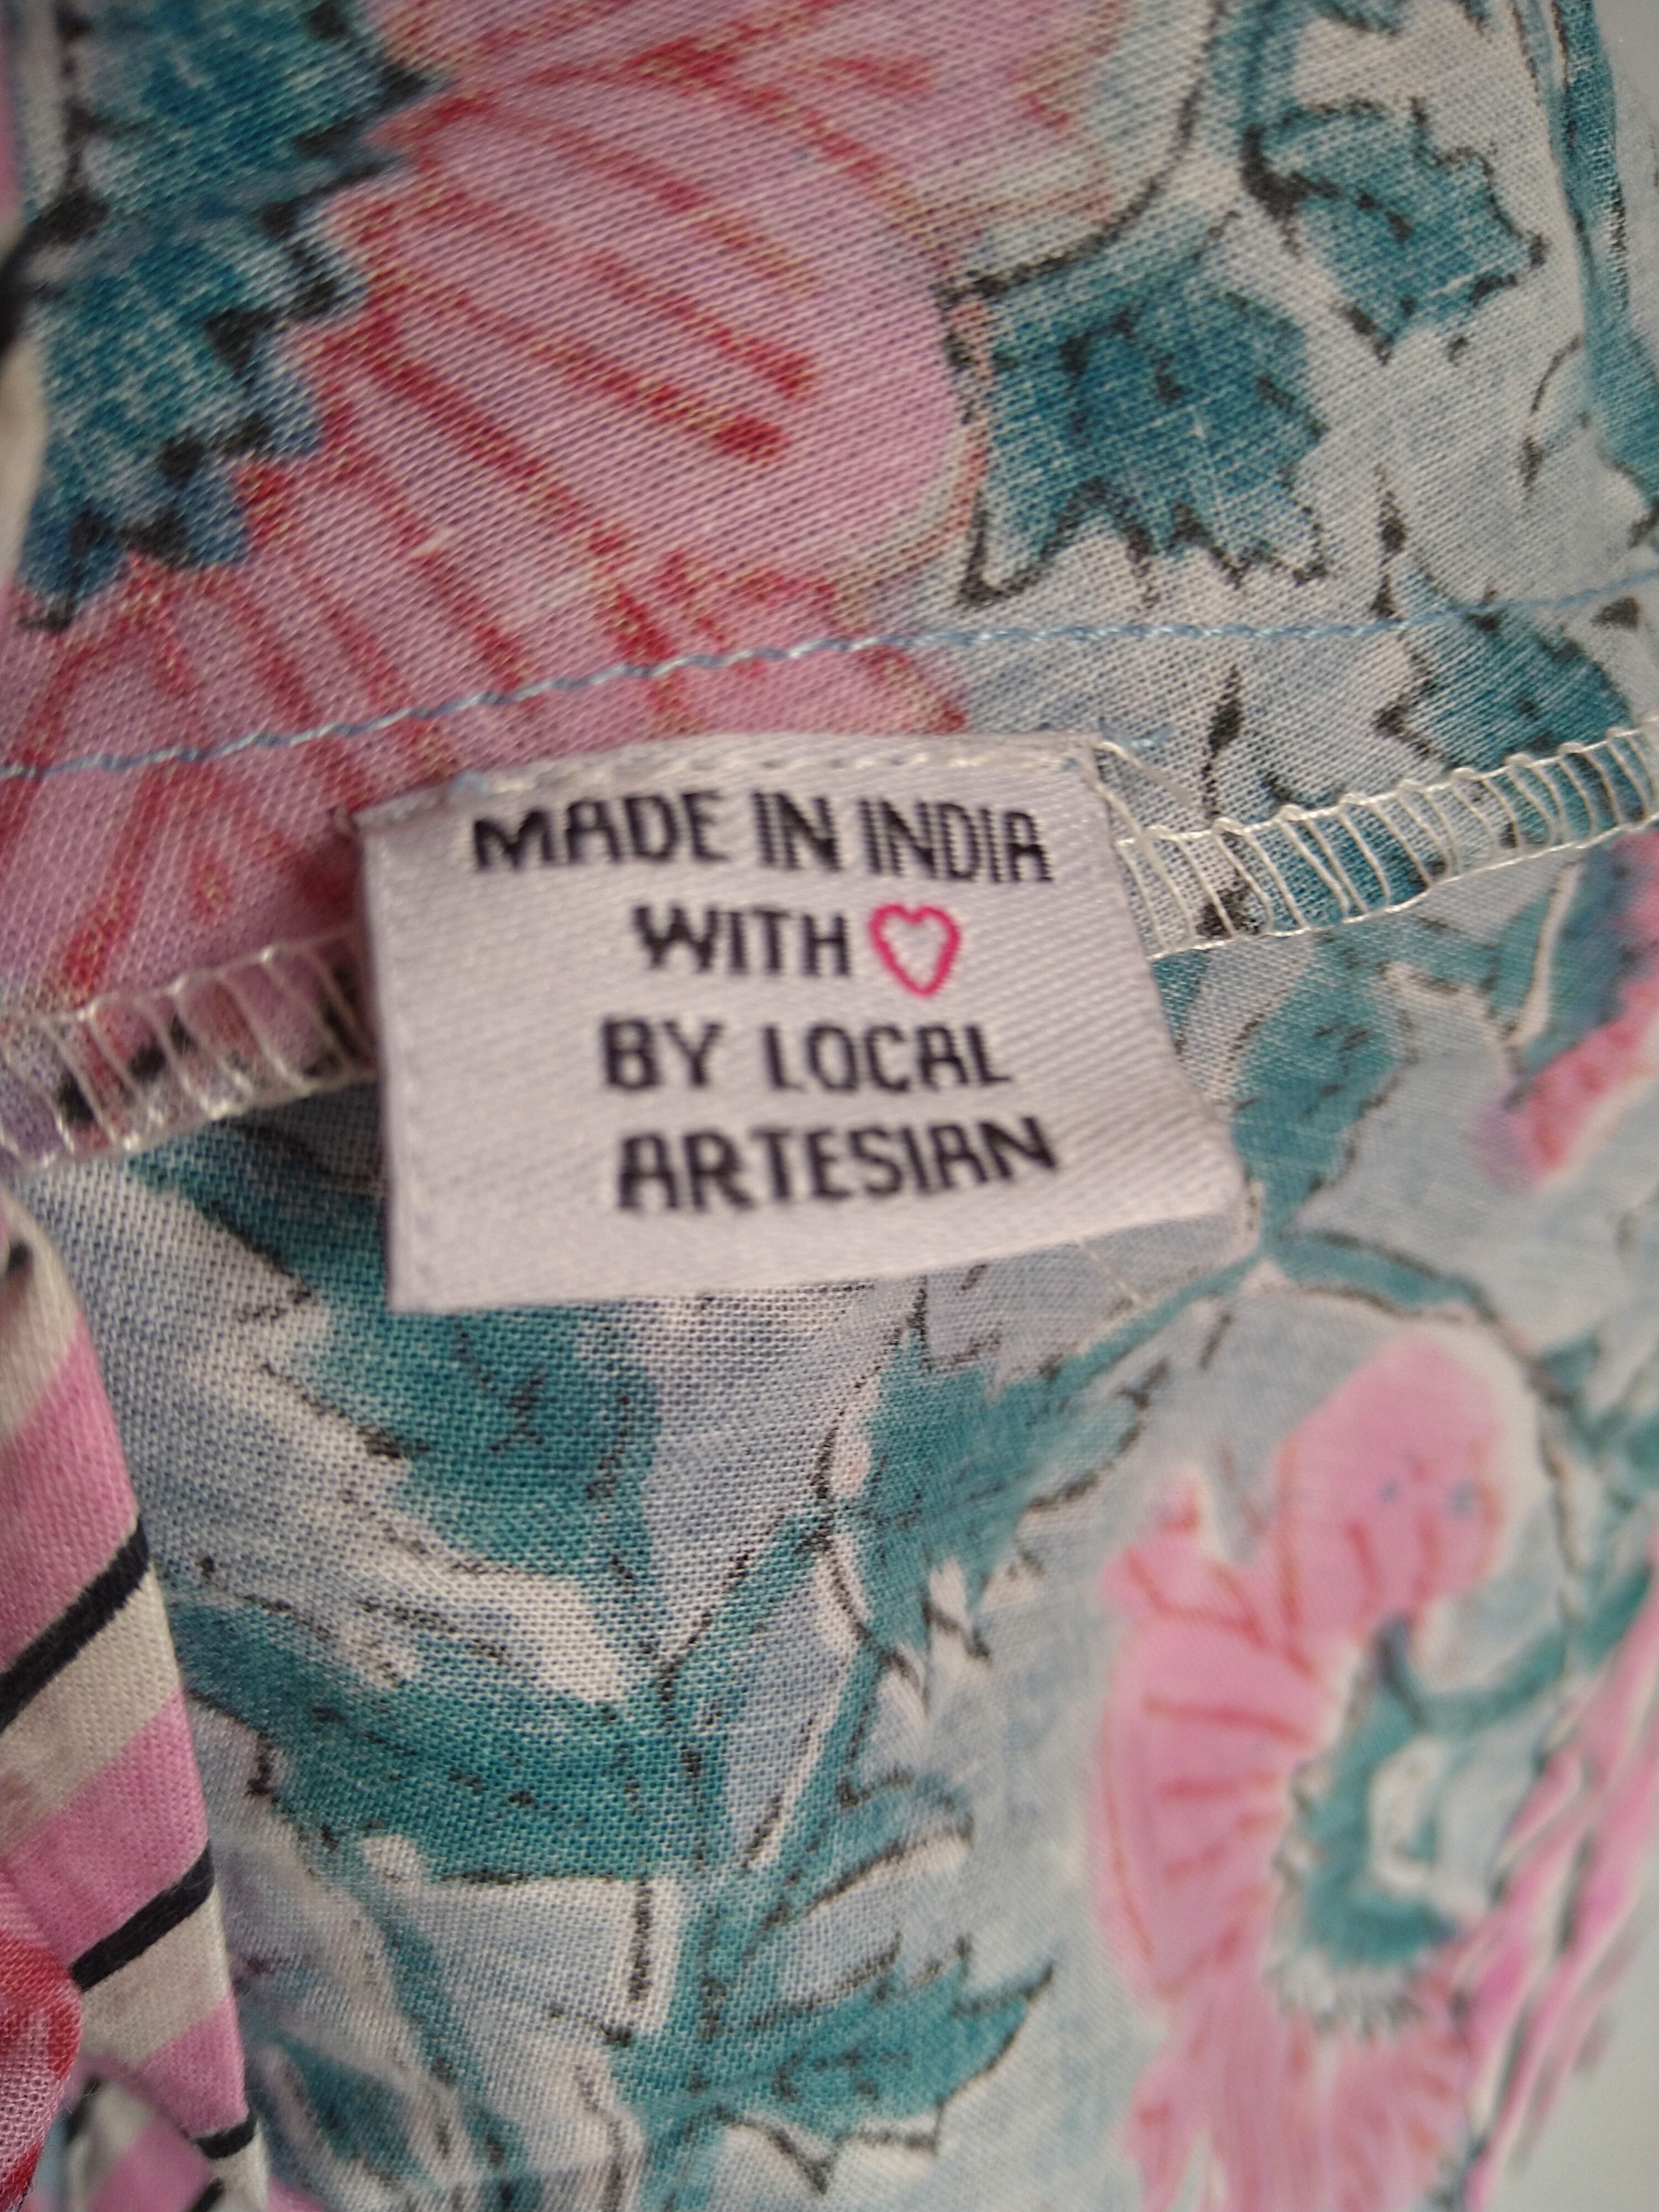 MADE IN INDIA
WITH ♡
BY LOCAL
ARTESIAN